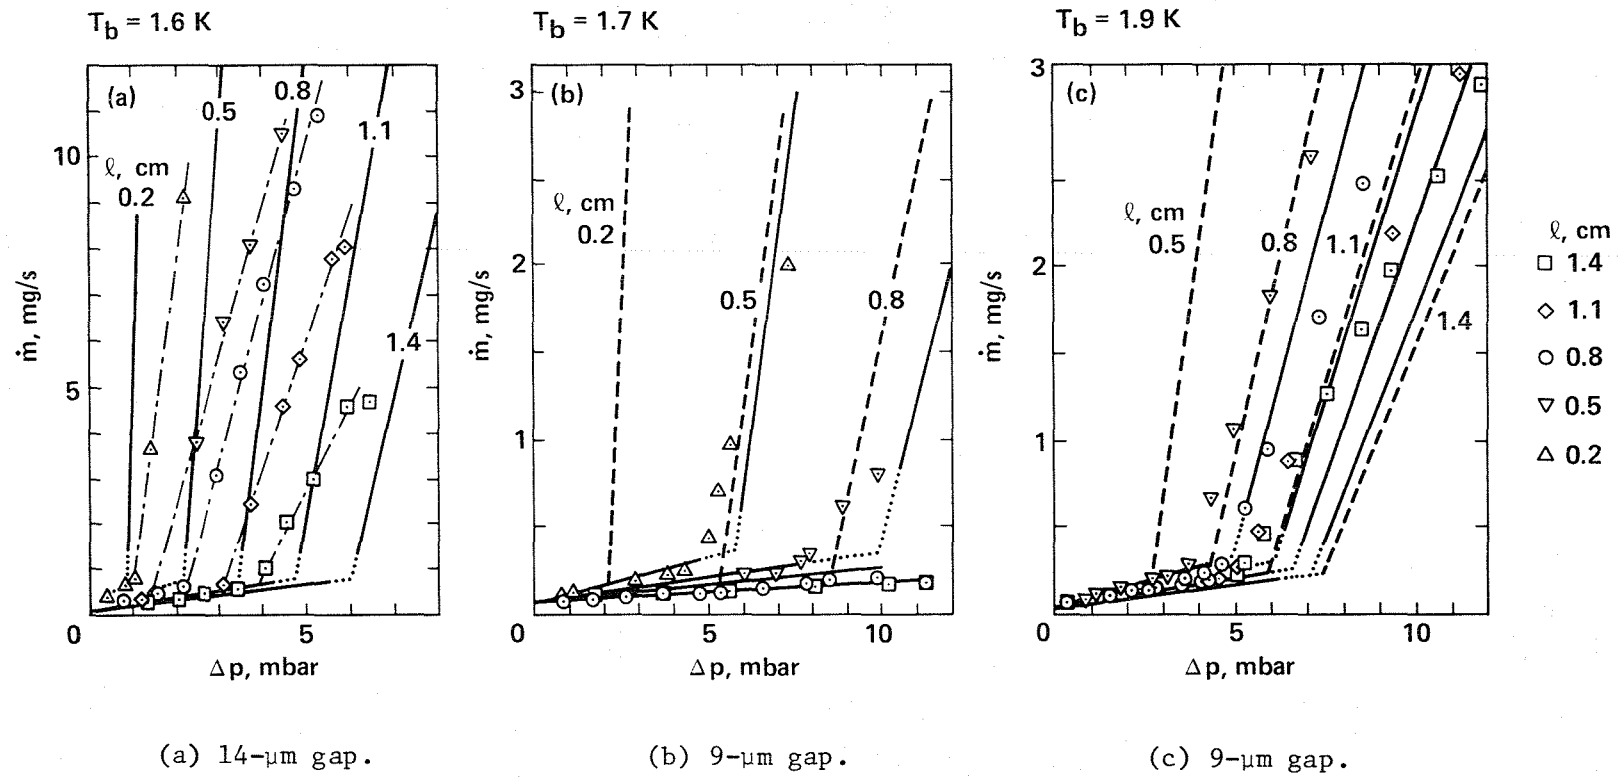 T_b = 1.6 K
T_b = 1.7 K
T_b = 1.9 K
(a)
0.5
0.8
1.1
10
ℓ, cm
0.2
1.4
5
ṁ, mg/s
0
5
Δp, mbar
3
(b)
ℓ, cm
0.2
2
0.5
0.8
1
ṁ, mg/s
0
5
10
Δp, mbar
3
(c)
ℓ, cm
0.5
0.8
1.1
2
1.4
1
ṁ, mg/s
0
5
10
Δp, mbar
ℓ, cm
1.4
1.1
0.8
0.5
0.2
(a) 14-μm gap.
(b) 9-μm gap.
(c) 9-μm gap.